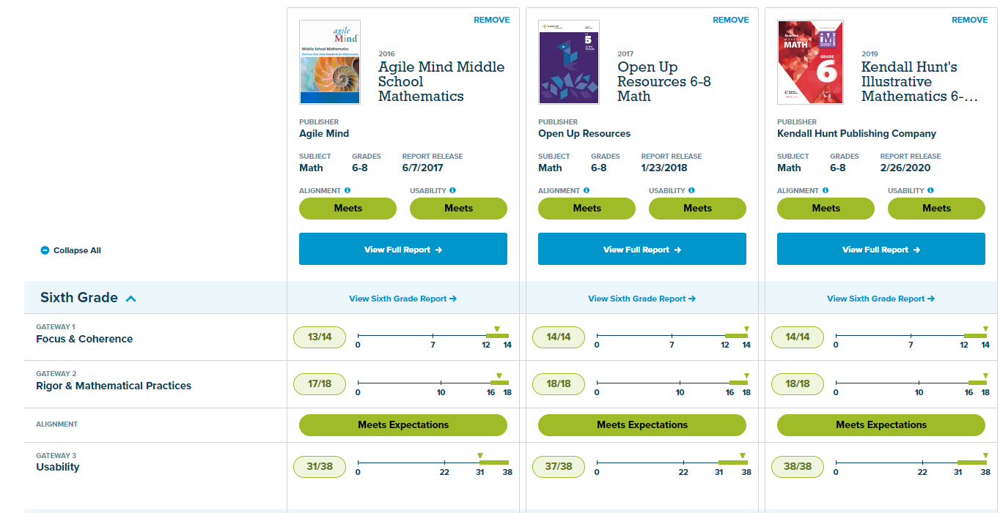 REMOVE
agile
Mind
Middle School Mathematics
Common Core State Standards for Mathematics
2016
Agile Mind Middle
School
Mathematics
PUBLISHER
Agile Mind
SUBJECT GRADES REPORT RELEASE
Math 6-8 6/7/2017
ALIGNMENT USABILITY
Meets Meets
View Full Report →
REMOVE
5
2017
Open Up
Resources 6-8
Math
PUBLISHER
Open Up Resources
SUBJECT GRADES REPORT RELEASE
Math 6-8 1/23/2018
ALIGNMENT USABILITY
Meets Meets
View Full Report →
REMOVE
Kendall Hunt
MATH
GRADE
6
2019
Kendall Hunt's
Illustrative
Mathematics 6-...
PUBLISHER
Kendall Hunt Publishing Company
SUBJECT GRADES REPORT RELEASE
Math 6-8 2/26/2020
ALIGNMENT USABILITY
Meets Meets
View Full Report →
Collapse All
Sixth Grade View Sixth Grade Report → View Sixth Grade Report → View Sixth Grade Report →
GATEWAY 1
Focus & Coherence
13/14 0 7 12 14
14/14 0 7 12 14
14/14 0 7 12 14
GATEWAY 2
Rigor & Mathematical Practices
17/18 0 10 16 18
18/18 0 10 16 18
18/18 0 10 16 18
ALIGNMENT Meets Expectations Meets Expectations Meets Expectations
GATEWAY 3
Usability
31/38 0 22 31 38
37/38 0 22 31 38
38/38 0 22 31 38